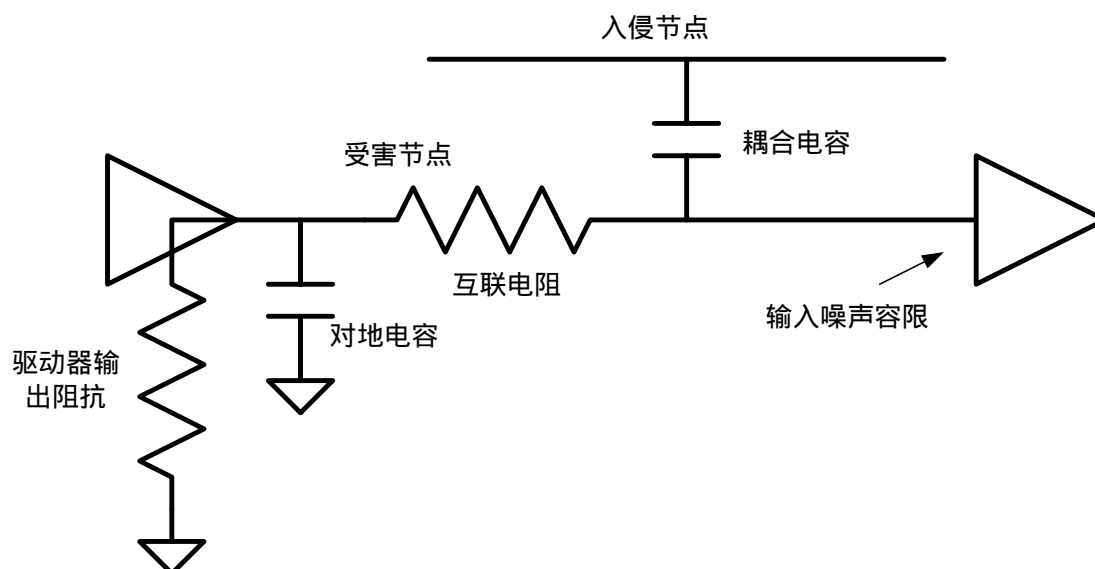 入侵节点
耦合电容
受害节点
互联电阻
输入噪声容限
对地电容
驱动器输
出阻抗